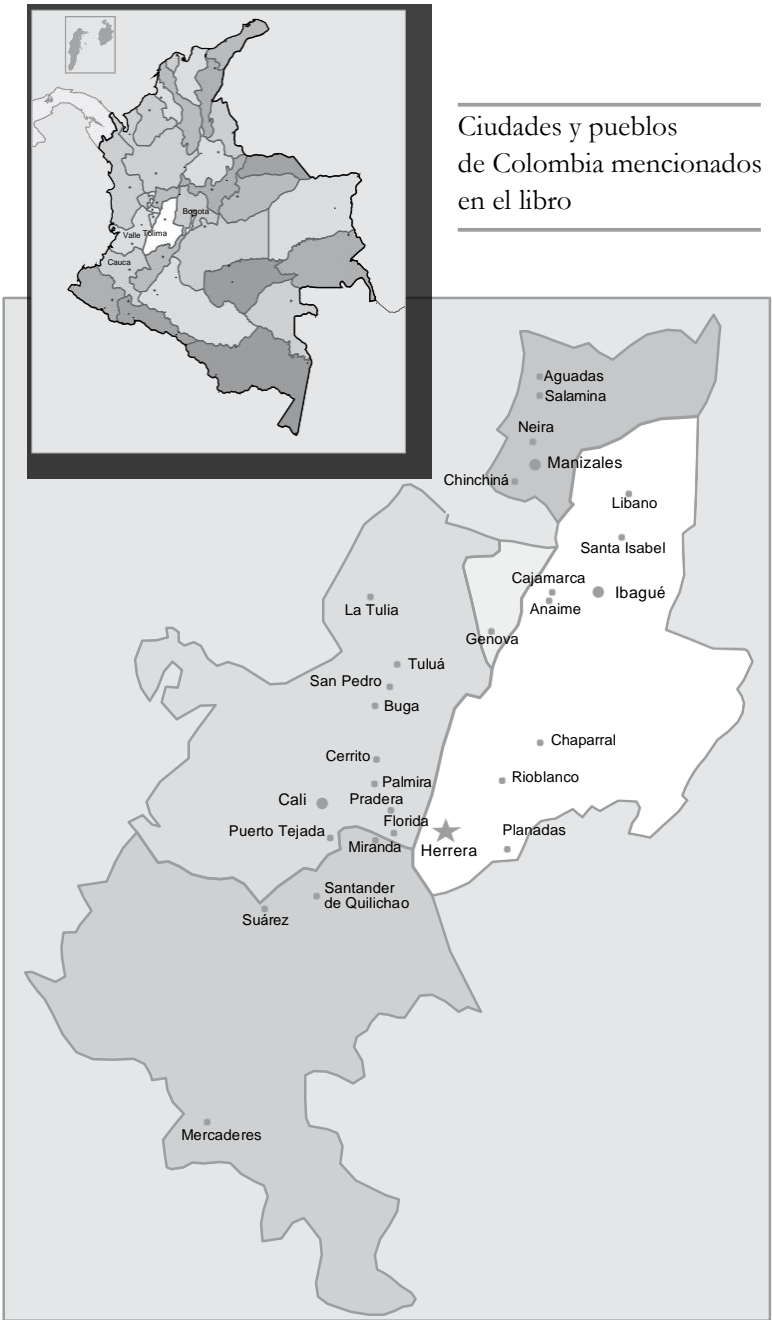 Ciudades y pueblos
de Colombia mencionados
en el libro
Bogota
Valle Tolima
Cauca
Aguadas
Salamina
Neira
Manizales
Chinchiná
Libano
Santa Isabel
Cajamarca
Ibagué
Anaime
La Tulia
Genova
Tuluá
San Pedro
Buga
Chaparral
Cerrito
Rioblanco
Palmira
Cali
Pradera
Florida
Puerto Tejada
Planadas
Miranda
Herrera
Santander
de Quilichao
Suárez
Mercaderes